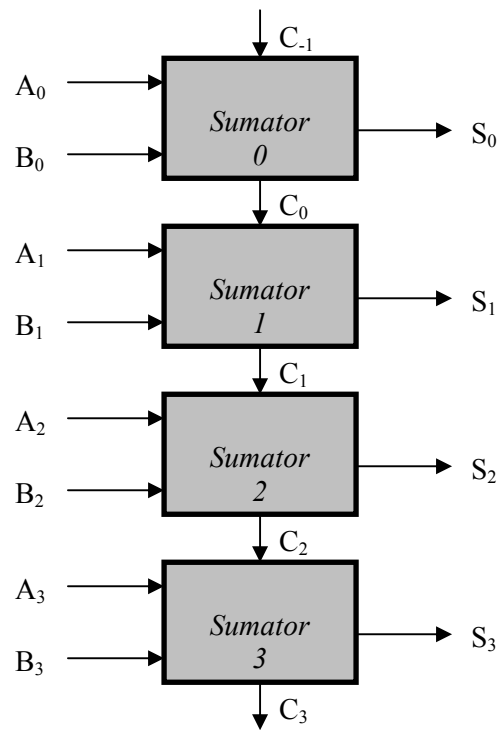 C₋₁
A₀
Sumator
0
S₀
B₀
C₀
A₁
Sumator
1
S₁
B₁
C₁
A₂
Sumator
2
S₂
B₂
C₂
A₃
Sumator
3
S₃
B₃
C₃